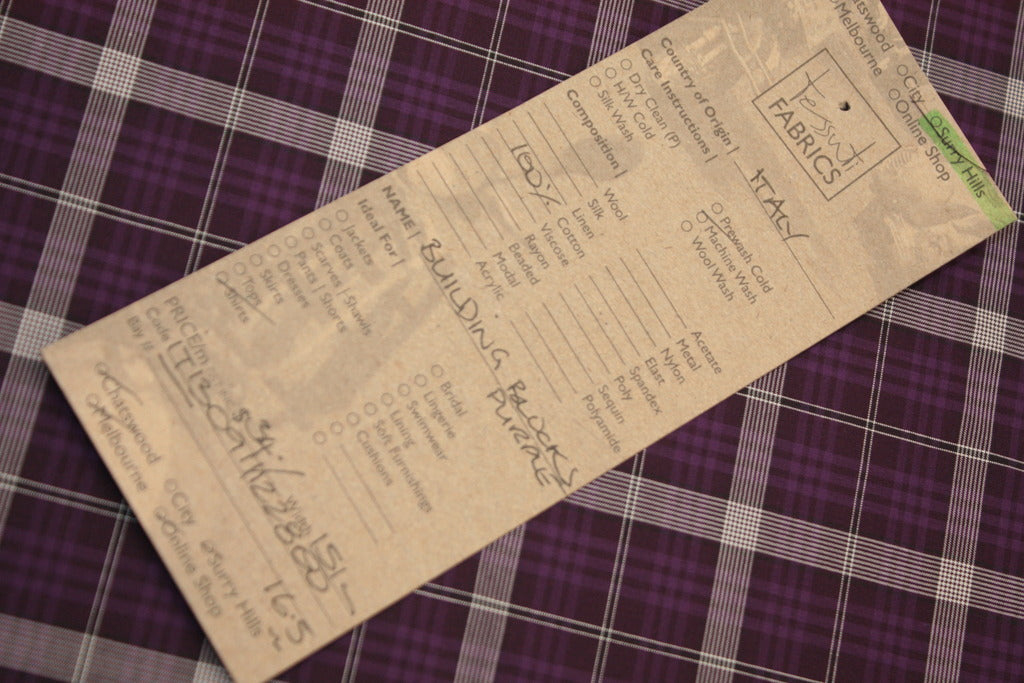 Chatswood
Melbourne
City
Surry Hills
Online Shop
Tessuti
FABRICS
Country of Origin | ITALY
Care Instructions |
Dry Clean (P)
H/W Cold
Silk Wash
Prewash Cold
Machine Wash
Wool Wash
Composition |
Wool
Silk
Linen
100% Cotton
Viscose
Rayon
Beaded
Modal
Acrylic
Acetate
Metal
Nylon
Elast
Spandex
Poly
Sequin
Polyamide
NAME | BUILDING BLOCKS
PURPLE
Ideal For |
Jackets
Coats
Scarves | Shawls
Pants | Shorts
Dresses
Skirts
Tops
Shirts
Bridal
Lingerie
Swimwear
Lining
Soft Furnishings
Cushions
PRICE/m $34.
Code
Bay #
Chatswood
Melbourne
City
Surry Hills
Online Shop